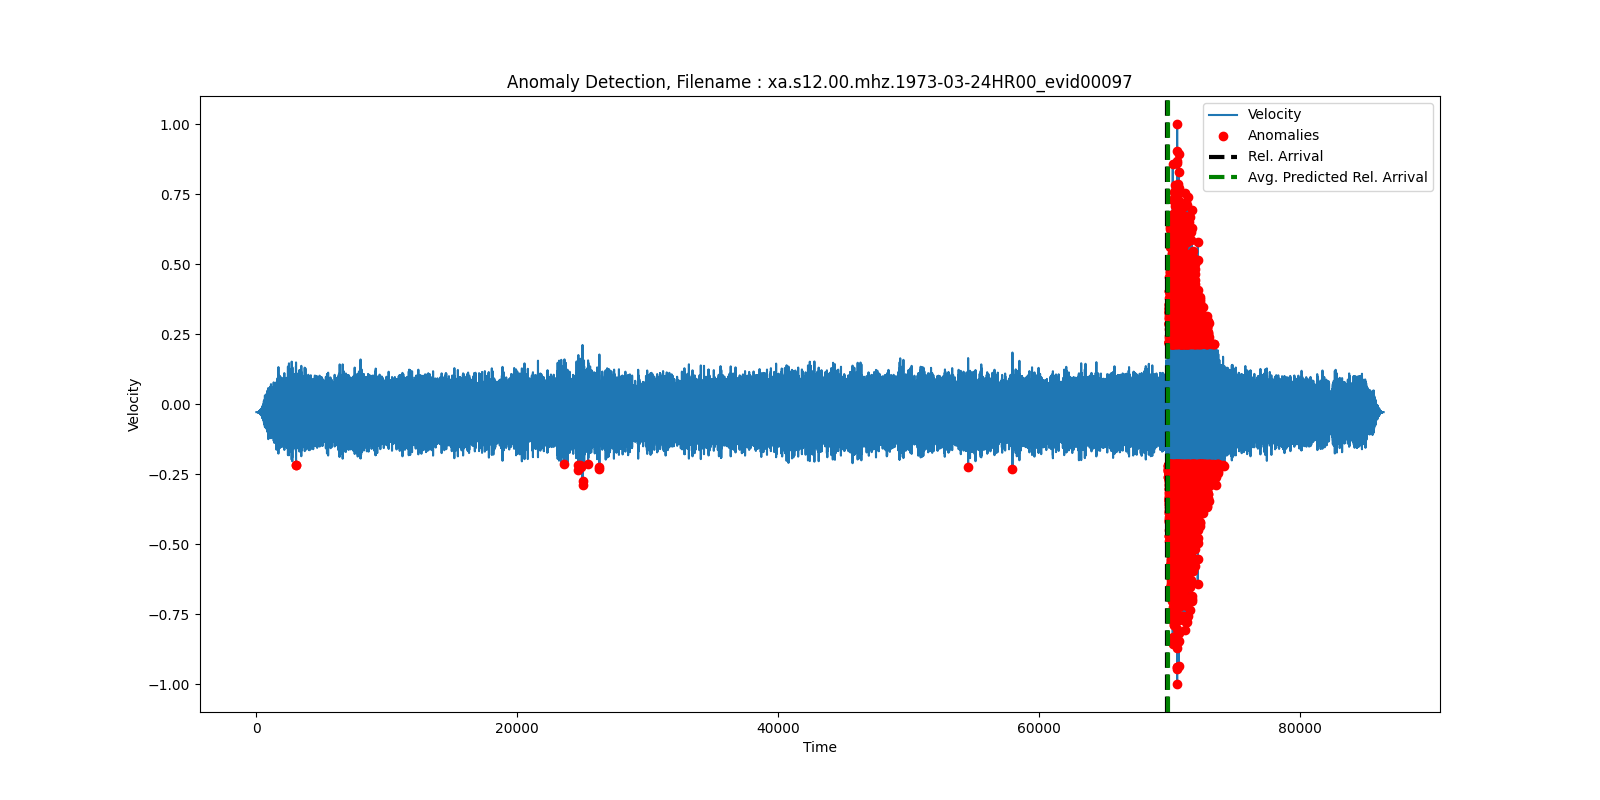 Anomaly Detection, Filename : xa.s12.00.mhz.1973-03-24HR00_evid00097
Velocity
Anomalies
Rel. Arrival
Avg. Predicted Rel. Arrival
1.00
0.75
0.50
0.25
0.00
−0.25
−0.50
−0.75
−1.00
Velocity
0 20000 40000 60000 80000
Time